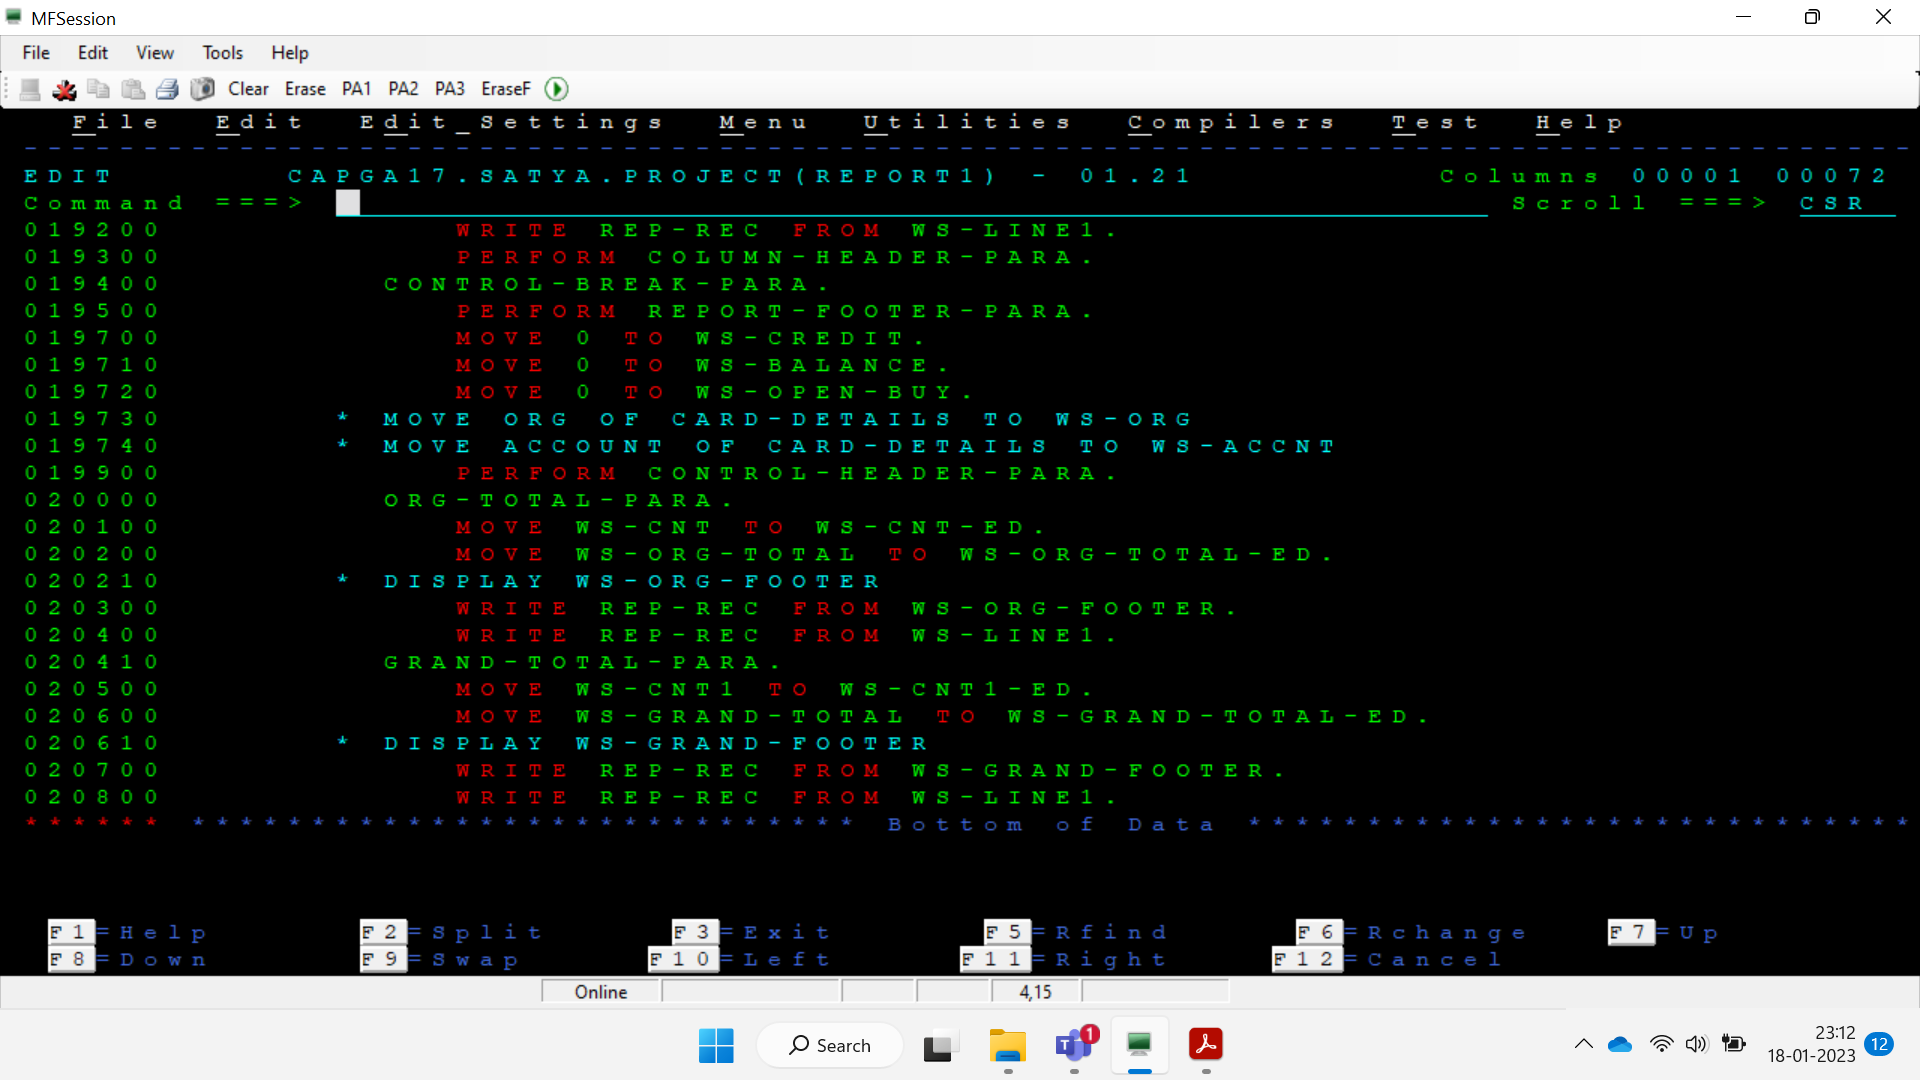 MFSession
File Edit View Tools Help
Clear Erase PA1 PA2 PA3 EraseF
File Edit Edit_Settings Menu Utilities Compilers Test Help
EDIT CAPGA17.SATYA.PROJECT(REPORT1) - 01.21 Columns 00001 00072
Command ===> Scroll ===> CSR
019200 WRITE REP-REC FROM WS-LINE1.
019300 PERFORM COLUMN-HEADER-PARA.
019400 CONTROL-BREAK-PARA.
019500 PERFORM REPORT-FOOTER-PARA.
019700 MOVE 0 TO WS-CREDIT.
019710 MOVE 0 TO WS-BALANCE.
019720 MOVE 0 TO WS-OPEN-BUY.
019730 * MOVE ORG OF CARD-DETAILS TO WS-ORG
019740 * MOVE ACCOUNT OF CARD-DETAILS TO WS-ACCNT
019900 PERFORM CONTROL-HEADER-PARA.
020000 ORG-TOTAL-PARA.
020100 MOVE WS-CNT TO WS-CNT-ED.
020200 MOVE WS-ORG-TOTAL TO WS-ORG-TOTAL-ED.
020210 * DISPLAY WS-ORG-FOOTER
020300 WRITE REP-REC FROM WS-ORG-FOOTER.
020400 WRITE REP-REC FROM WS-LINE1.
020410 GRAND-TOTAL-PARA.
020500 MOVE WS-CNT1 TO WS-CNT1-ED.
020600 MOVE WS-GRAND-TOTAL TO WS-GRAND-TOTAL-ED.
020610 * DISPLAY WS-GRAND-FOOTER
020700 WRITE REP-REC FROM WS-GRAND-FOOTER.
020800 WRITE REP-REC FROM WS-LINE1.
****** **************************** Bottom of Data ****************************
F1=Help F2=Split F3=Exit F5=Rfind F6=Rchange F7=Up
F8=Down F9=Swap F10=Left F11=Right F12=Cancel
Online 4,15
Search 1 23:12 12
18-01-2023